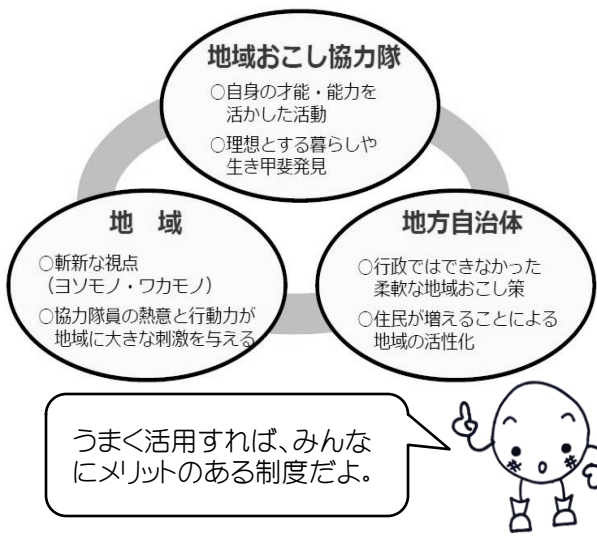 地域おこし協力隊
○自身の才能・能力を
活かした活動
○理想とする暮らしや
生き甲斐発見
地　域
○斬新な視点
（ヨソモノ・ワカモノ）
○協力隊員の熱意と行動力が
地域に大きな刺激を与える
地方自治体
○行政ではできなかった
柔軟な地域おこし策
○住民が増えることによる
地域の活性化
うまく活用すれば、みんな
にメリットのある制度だよ。